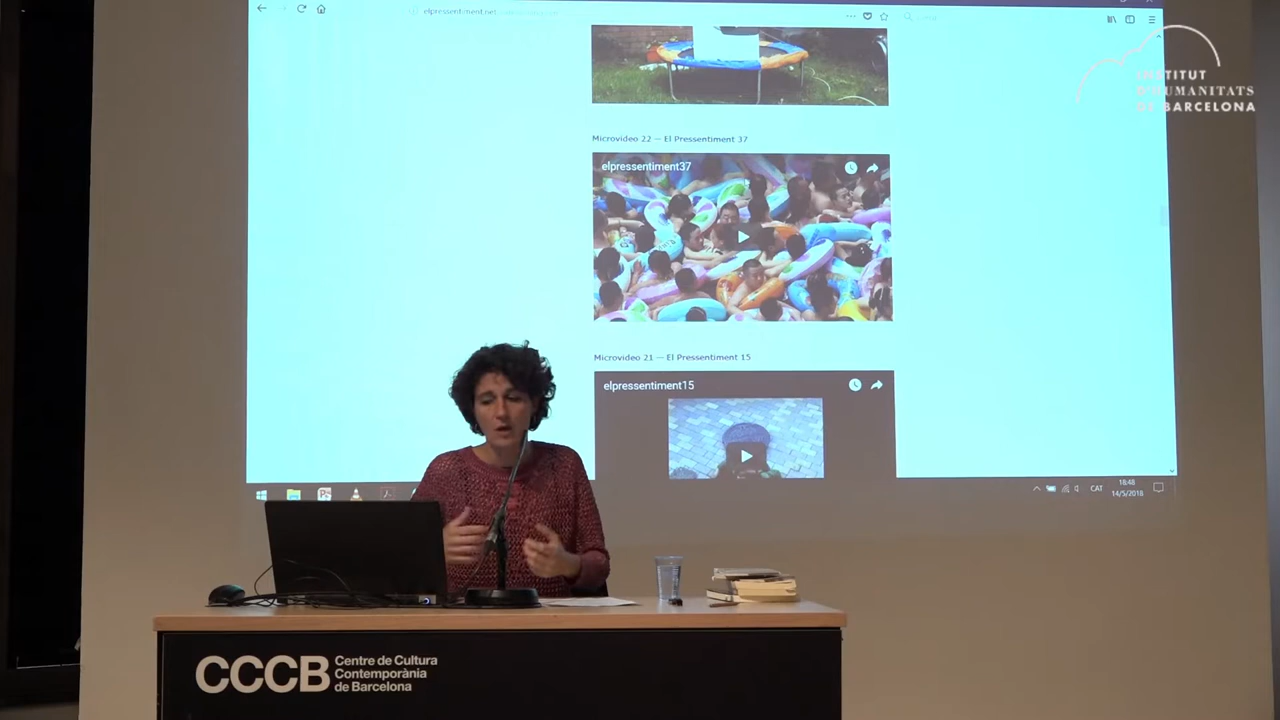 elpressentiment.net
INSTITUT
D'HUMANITATS
DE BARCELONA
Microvideo 22 — El Pressentiment 37
elpressentiment37
Microvideo 21 — El Pressentiment 15
elpressentiment15
CAT
18:48
14/5/2018
CCCB
Centre de Cultura
Contemporània
de Barcelona